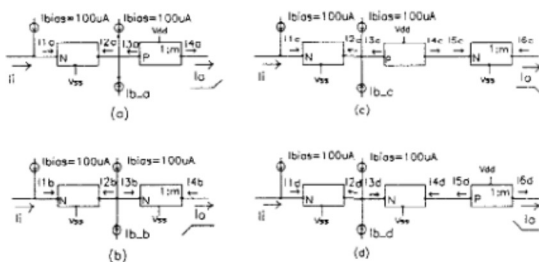 Ibias=100uA Ibias=100uA
Vdd
I1a I2a I3a 1:m I4a
N P
Ii Vss Io
Ib_a
(a)
Ibias=100uA Ibias=100uA
Vdd
I1c I2c I3c 1:m I4c I5c I6c
N P N
Ii Vss Vss Io
Ib_c
(c)
Ibias=100uA Ibias=100uA
I1b I2b I3b 1:m I4b
N N
Ii Vss Vss Io
Ib_b
(b)
Ibias=100uA Ibias=100uA
Vdd
I1d I2d I3d I4d I5d 1:m I6d
N N P
Ii Vss Vss Io
Ib_d
(d)